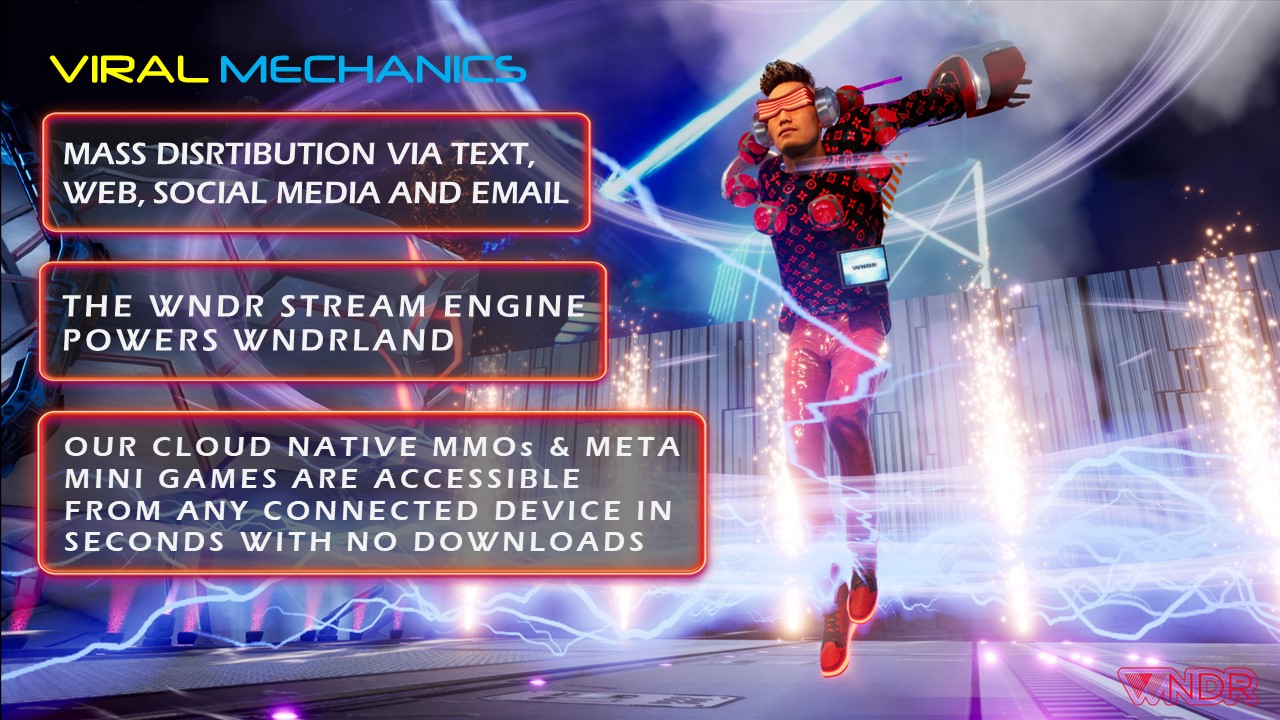 VIRAL MECHANICS
MASS DISRTIBUTION VIA TEXT,
WEB, SOCIAL MEDIA AND EMAIL
THE WNDR STREAM ENGINE
POWERS WNDRLAND
OUR CLOUD NATIVE MMOs & META
MINI GAMES ARE ACCESSIBLE
FROM ANY CONNECTED DEVICE IN
SECONDS WITH NO DOWNLOADS
WNDR
WNDR